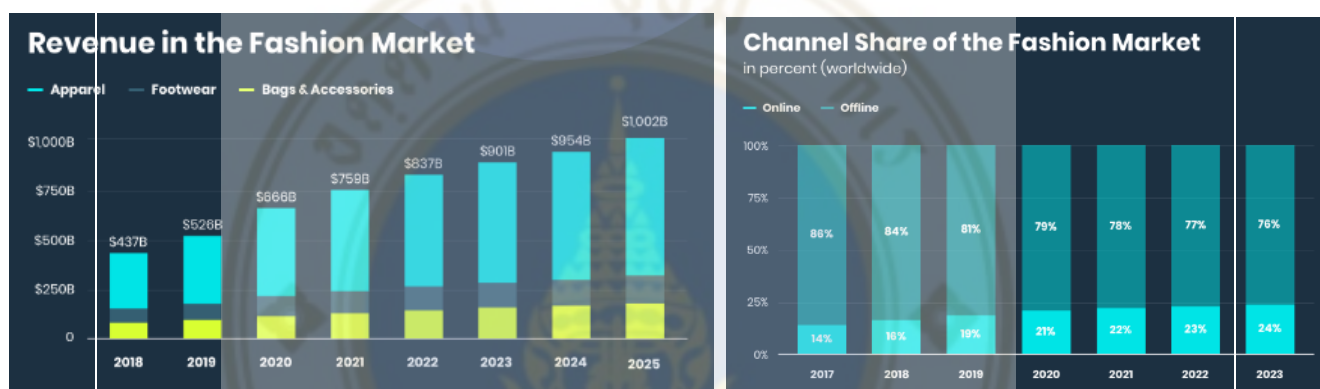 Revenue in the Fashion Market
Apparel Footwear Bags & Accessories
$1,000B
$750B
$500B
$250B
0
$437B
$526B
$666B
$759B
$837B
$901B
$954B
$1,002B
2018 2019 2020 2021 2022 2023 2024 2025
Channel Share of the Fashion Market
in percent (worldwide)
Online Offline
100%
75%
50%
25%
0%
86% 84% 81% 79% 78% 77% 76%
14% 16% 19% 21% 22% 23% 24%
2017 2018 2019 2020 2021 2022 2023